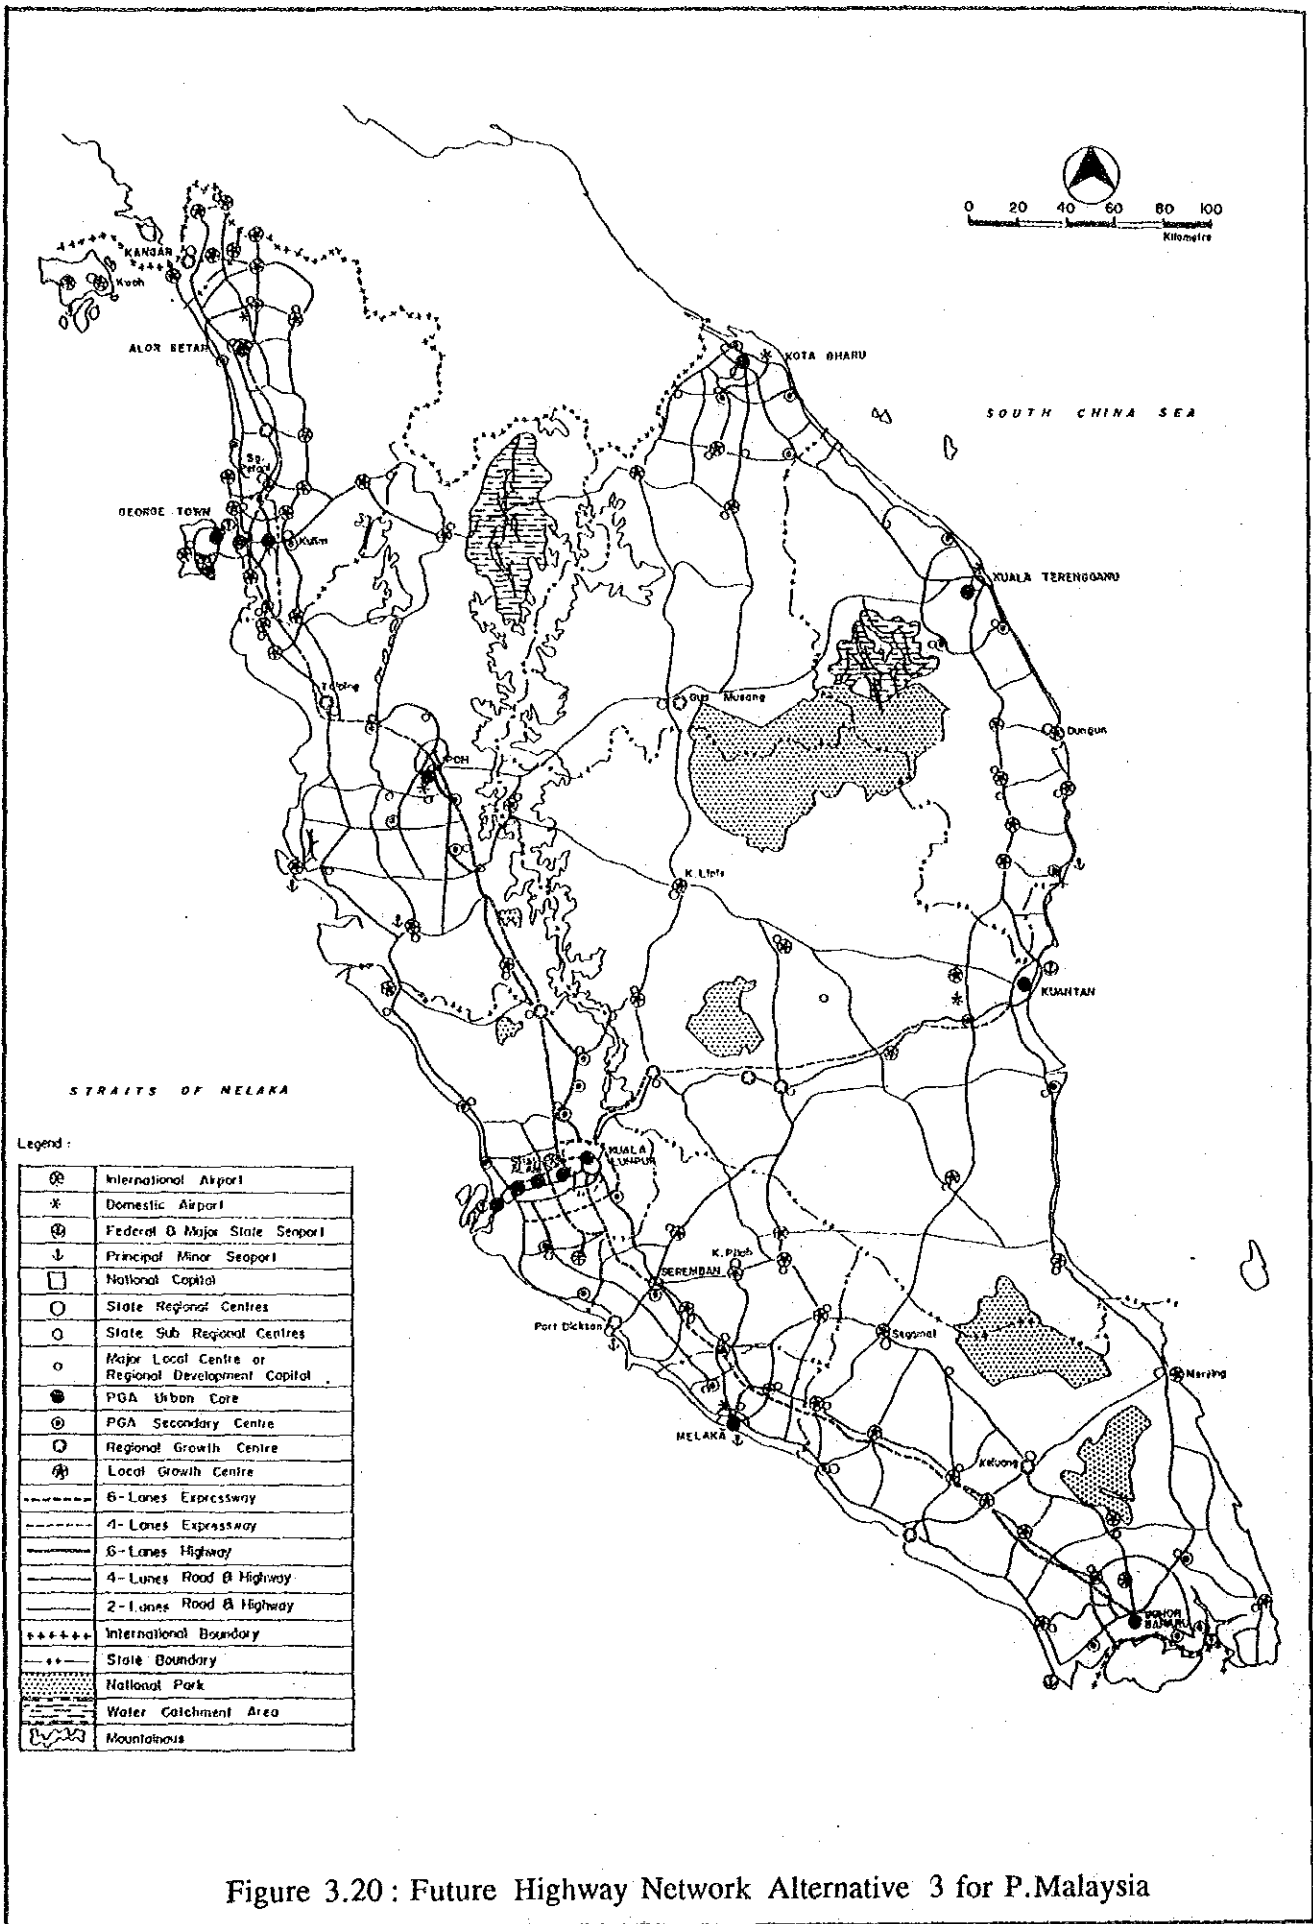 0 20 40 60 80 100
Kilometre
KANGAR
Kuah
ALOR SETAR
KOTA BHARU
SOUTH CHINA SEA
Sg.
GEORGE TOWN
Kulim
KUALA TERENGGANU
Taiping
Gua Musang
Dungun
IPOH
K. Lipis
KUANTAN
STRAITS OF MELAKA
KUALA
LUMPUR
K. Pilah
SEREMBAN
Port Dickson
Segamat
Mersing
MELAKA
Keluang
JOHOR
BAHARU
Legend :
International Airport
Domestic Airport
Federal & Major State Seaport
Principal Minor Seaport
National Capital
State Regional Centres
State Sub Regional Centres
Major Local Centre or
Regional Development Capital
PGA Urban Core
PGA Secondary Centre
Regional Growth Centre
Local Growth Centre
6-Lanes Expressway
4-Lanes Expressway
6-Lanes Highway
4-Lanes Road & Highway
2-Lanes Road & Highway
International Boundary
State Boundary
National Park
Water Catchment Area
Mountainous
Figure 3.20 : Future Highway Network Alternative 3 for P.Malaysia